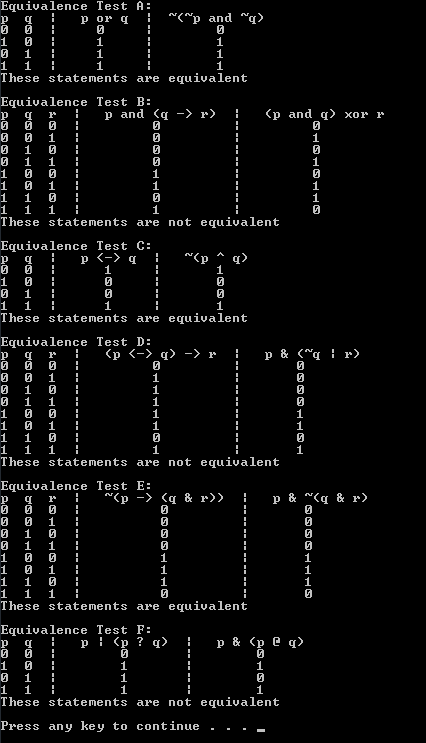 Equivalence Test A:
p q ¦ p or q ¦ ~(~p and ~q)
0 0 ¦ 0 ¦ 0
1 0 ¦ 1 ¦ 1
0 1 ¦ 1 ¦ 1
1 1 ¦ 1 ¦ 1
These statements are equivalent
Equivalence Test B:
p q r ¦ p and (q -> r) ¦ (p and q) xor r
0 0 0 ¦ 0 ¦ 0
0 0 1 ¦ 0 ¦ 1
0 1 0 ¦ 0 ¦ 0
0 1 1 ¦ 0 ¦ 1
1 0 0 ¦ 1 ¦ 0
1 0 1 ¦ 1 ¦ 1
1 1 0 ¦ 0 ¦ 1
1 1 1 ¦ 1 ¦ 0
These statements are not equivalent
Equivalence Test C:
p q ¦ p <-> q ¦ ~(p ^ q)
0 0 ¦ 1 ¦ 1
1 0 ¦ 0 ¦ 0
0 1 ¦ 0 ¦ 0
1 1 ¦ 1 ¦ 1
These statements are equivalent
Equivalence Test D:
p q r ¦ (p <-> q) -> r ¦ p & (~q ¦ r)
0 0 0 ¦ 0 ¦ 0
0 0 1 ¦ 1 ¦ 0
0 1 0 ¦ 1 ¦ 0
0 1 1 ¦ 1 ¦ 0
1 0 0 ¦ 1 ¦ 1
1 0 1 ¦ 1 ¦ 1
1 1 0 ¦ 0 ¦ 0
1 1 1 ¦ 1 ¦ 1
These statements are not equivalent
Equivalence Test E:
p q r ¦ ~(p -> (q & r)) ¦ p & ~(q & r)
0 0 0 ¦ 0 ¦ 0
0 0 1 ¦ 0 ¦ 0
0 1 0 ¦ 0 ¦ 0
0 1 1 ¦ 0 ¦ 0
1 0 0 ¦ 1 ¦ 1
1 0 1 ¦ 1 ¦ 1
1 1 0 ¦ 1 ¦ 1
1 1 1 ¦ 0 ¦ 0
These statements are equivalent
Equivalence Test F:
p q ¦ p ¦ (p ? q) ¦ p & (p @ q)
0 0 ¦ 0 ¦ 0
1 0 ¦ 1 ¦ 1
0 1 ¦ 1 ¦ 0
1 1 ¦ 1 ¦ 1
These statements are not equivalent
Press any key to continue . . . _